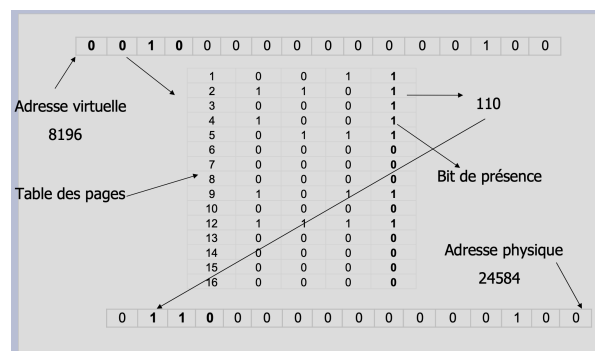 0 0 1 0 0 0 0 0 0 0 0 0 0 1 0 0
Adresse virtuelle
8196
Table des pages
1 0 0 1 1
2 1 1 0 1
3 0 0 0 1
4 1 0 0 1
5 0 1 1 1
6 0 0 0 0
7 0 0 0 0
8 0 0 0 0
9 1 0 1 1
10 0 0 0 0
12 1 1 1 1
13 0 0 0 0
14 0 0 0 0
15 0 0 0 0
16 0 0 0 0
110
Bit de présence
Adresse physique
24584
0 1 1 0 0 0 0 0 0 0 0 0 0 1 0 0